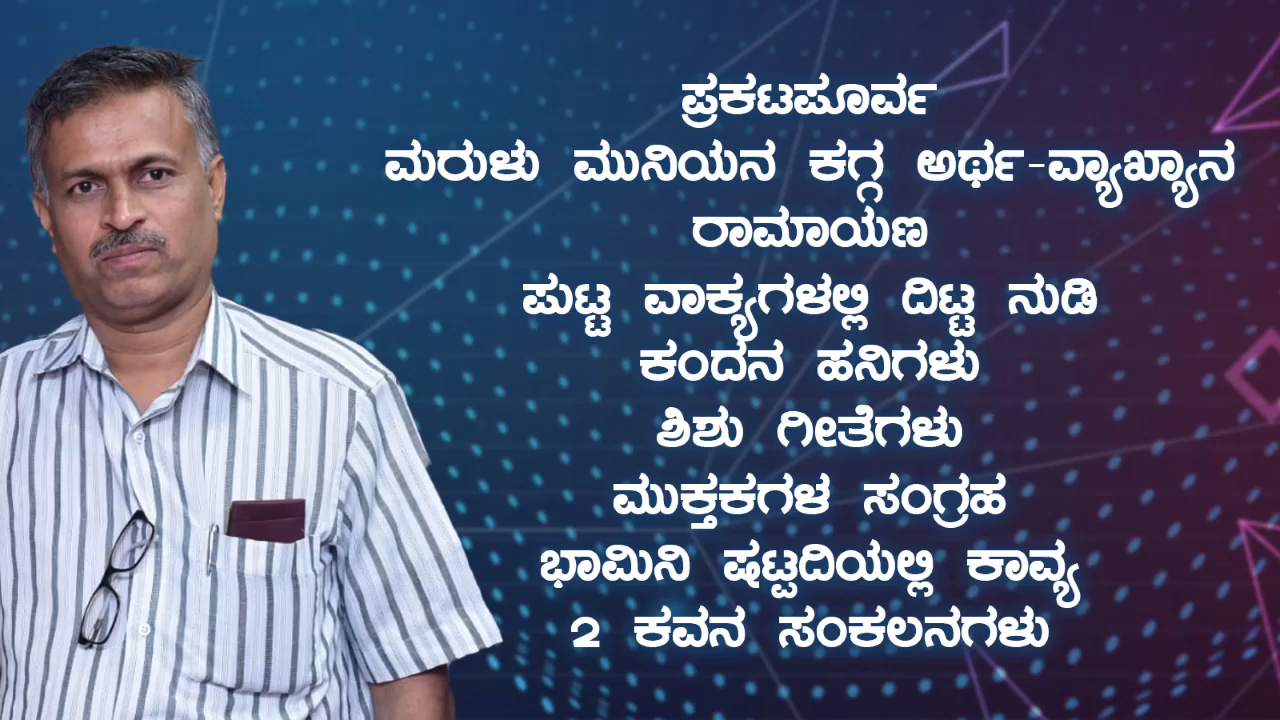 ಪ್ರಕಟಪೂರ್ವ
ಮರುಳು ಮುನಿಯನ ಕಗ್ಗ ಅರ್ಥ-ವ್ಯಾಖ್ಯಾನ
ರಾಮಾಯಣ
ಪುಟ್ಟ ವಾಕ್ಯಗಳಲ್ಲಿ ದಿಟ್ಟ ನುಡಿ
ಕಂದನ ಹನಿಗಳು
ಶಿಶು ಗೀತೆಗಳು
ಮುಕ್ತಕಗಳ ಸಂಗ್ರಹ
ಭಾಮಿನಿ ಷಟ್ಪದಿಯಲ್ಲಿ ಕಾವ್ಯ
2 ಕವನ ಸಂಕಲನಗಳು